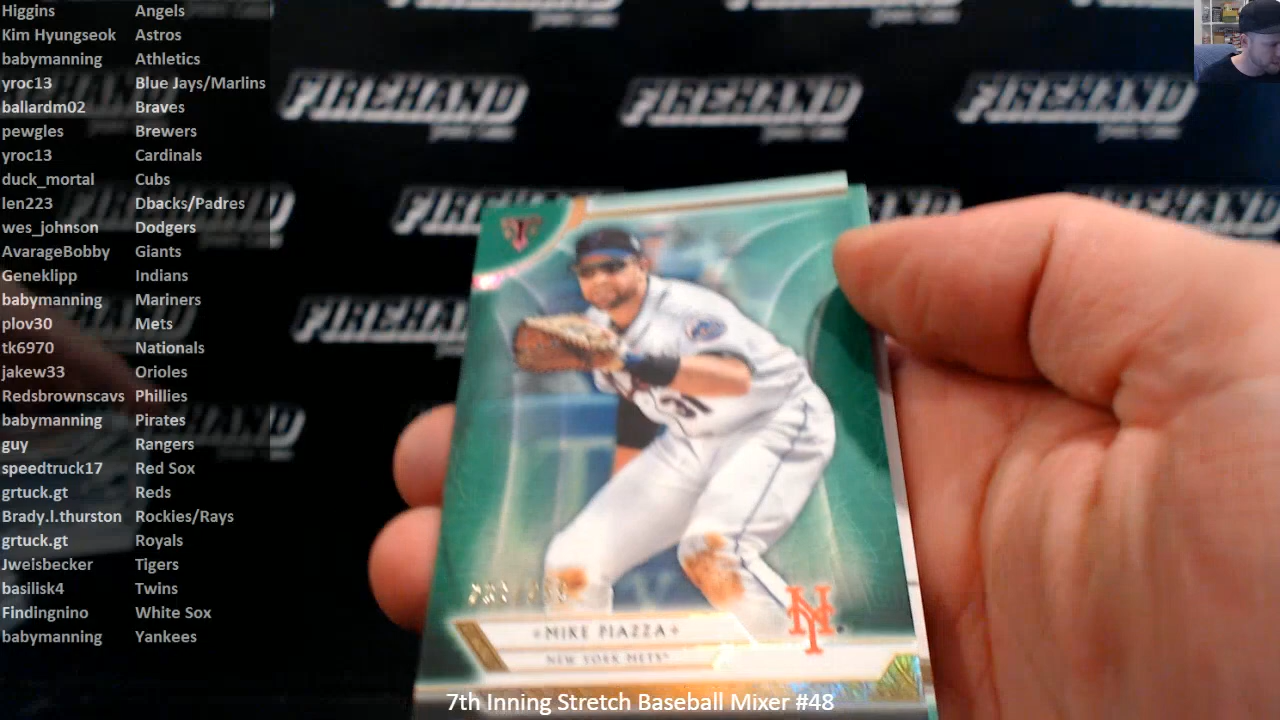 Higgins Angels
Kim Hyungseok Astros
babymanning Athletics
yroc13 Blue Jays/Marlins
ballardm02 Braves
pewgles Brewers
yroc13 Cardinals
duck_mortal Cubs
len223 Dbacks/Padres
wes_johnson Dodgers
AvarageBobby Giants
Geneklipp Indians
babymanning Mariners
plov30 Mets
tk6970 Nationals
jakew33 Orioles
Redsbrownscavs Phillies
babymanning Pirates
guy Rangers
speedtruck17 Red Sox
grtuck.gt Reds
Brady.l.thurston Rockies/Rays
grtuck.gt Royals
Jweisbecker Tigers
basilisk4 Twins
Findingnino White Sox
babymanning Yankees
FIREHAND
FIREHAND
FIREHAND
FIREHAND
31
MIKE PIAZZA
NEW YORK METS
NY
7th Inning Stretch Baseball Mixer #48